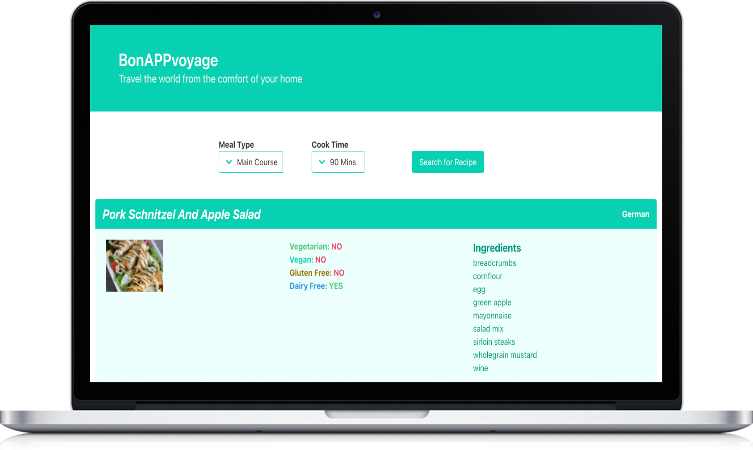 BonAPPvoyage
Travel the world from the comfort of your home
Meal Type
Cook Time
Main Course
90 Mins
Search for Recipe
Pork Schnitzel And Apple Salad
German
Vegetarian: NO
Vegan: NO
Gluten Free: NO
Dairy Free: YES
Ingredients
breadcrumbs
cornflour
egg
green apple
mayonnaise
salad mix
sirloin steaks
wholegrain mustard
wine